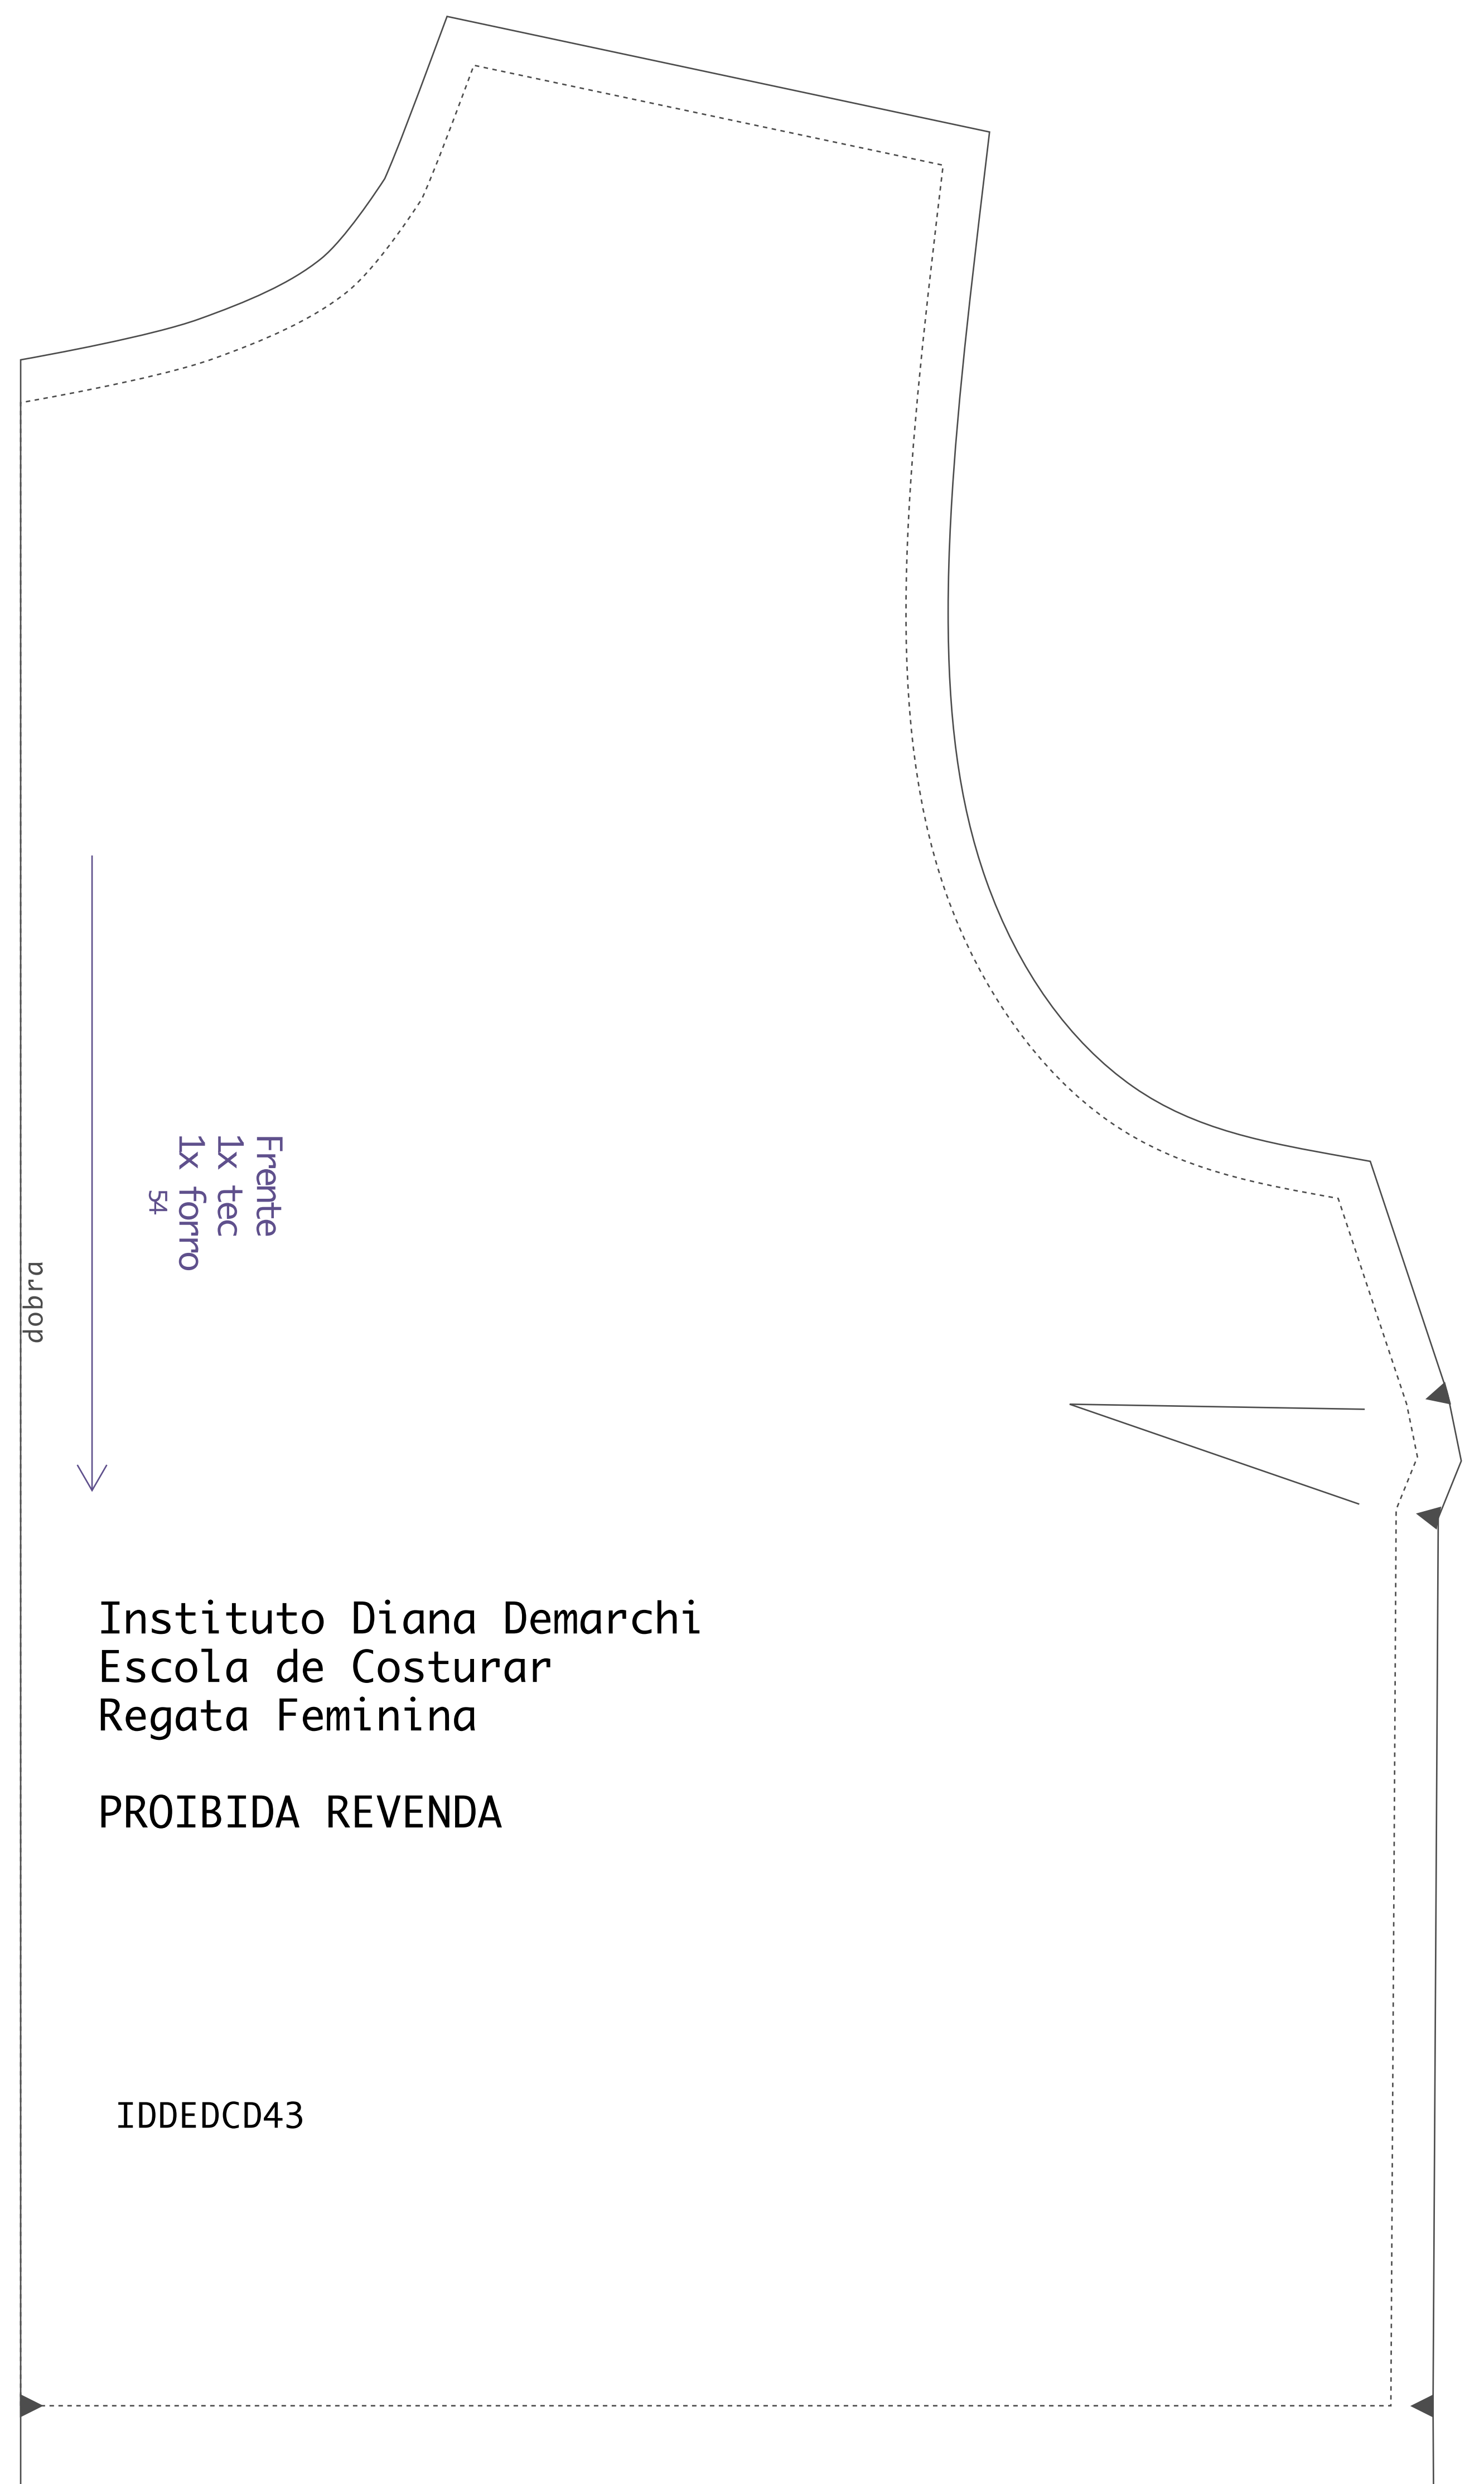 Frente
1x tec
1x forro
54
dobra
Instituto Diana Demarchi
Escola de Costurar
Regata Feminina
PROIBIDA REVENDA
IDDEDCD43